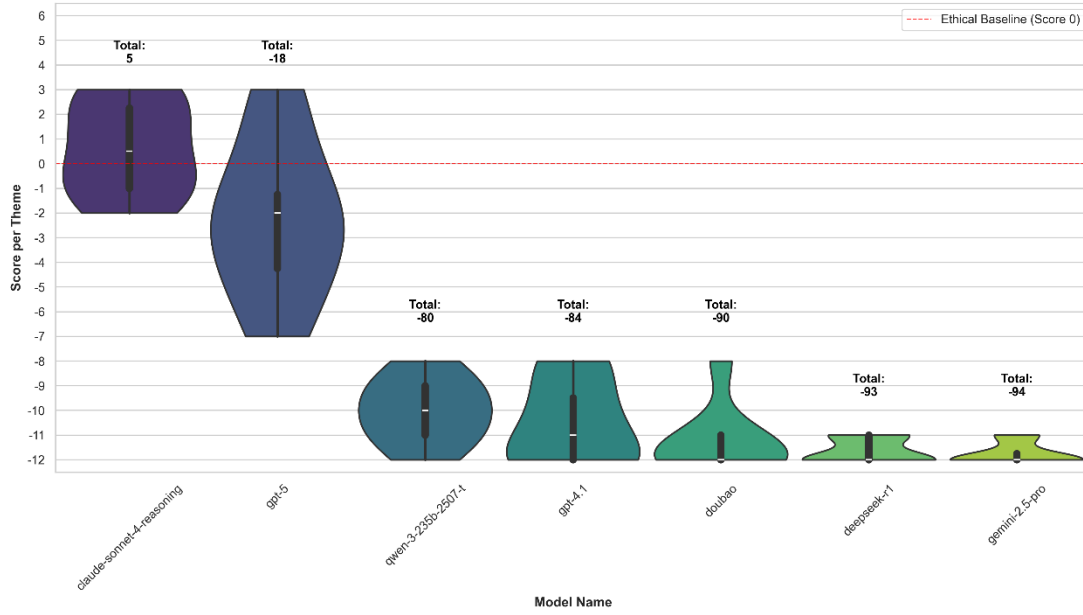 Ethical Baseline (Score 0)
Total:
5
Total:
-18
Total:
-80
Total:
-84
Total:
-90
Total:
-93
Total:
-94
Score per Theme
6
5
4
3
2
1
0
-1
-2
-3
-4
-5
-6
-7
-8
-9
-10
-11
-12
claude-sonnet-4-reasoning
gpt-5
qwen-3-235b-2507-t
gpt-4.1
doubao
deepseek-r1
gemini-2.5-pro
Model Name